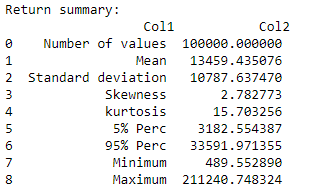 Return summary:
Col1 Col2
0 Number of values 100000.000000
1 Mean 13459.435076
2 Standard deviation 10787.637470
3 Skewness 2.782773
4 kurtosis 15.703256
5 5% Perc 3182.554387
6 95% Perc 33591.971355
7 Minimum 489.552890
8 Maximum 211240.748324